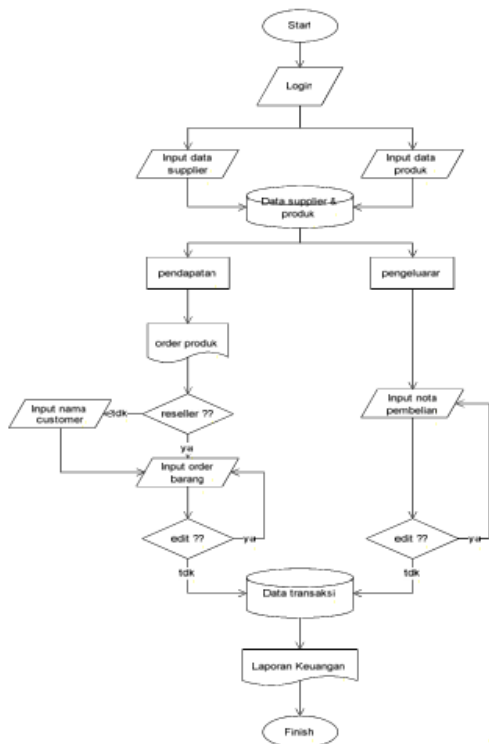 Start
Login
Input data
supplier
Input data
produk
Data supplier &
produk
pendapatan
pengeluarar
order produk
Input nama
customer
tdk
reseller ??
Input nota
pembelian
ya
Input order
barang
edit ??
ya
edit ??
ya
tdk
tdk
Data transaksi
Laporan Keuangan
Finish